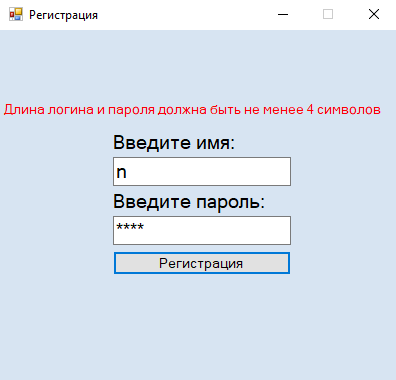 Регистрация
Длина логина и пароля должна быть не менее 4 символов
Введите имя:
n
Введите пароль:
****
Регистрация